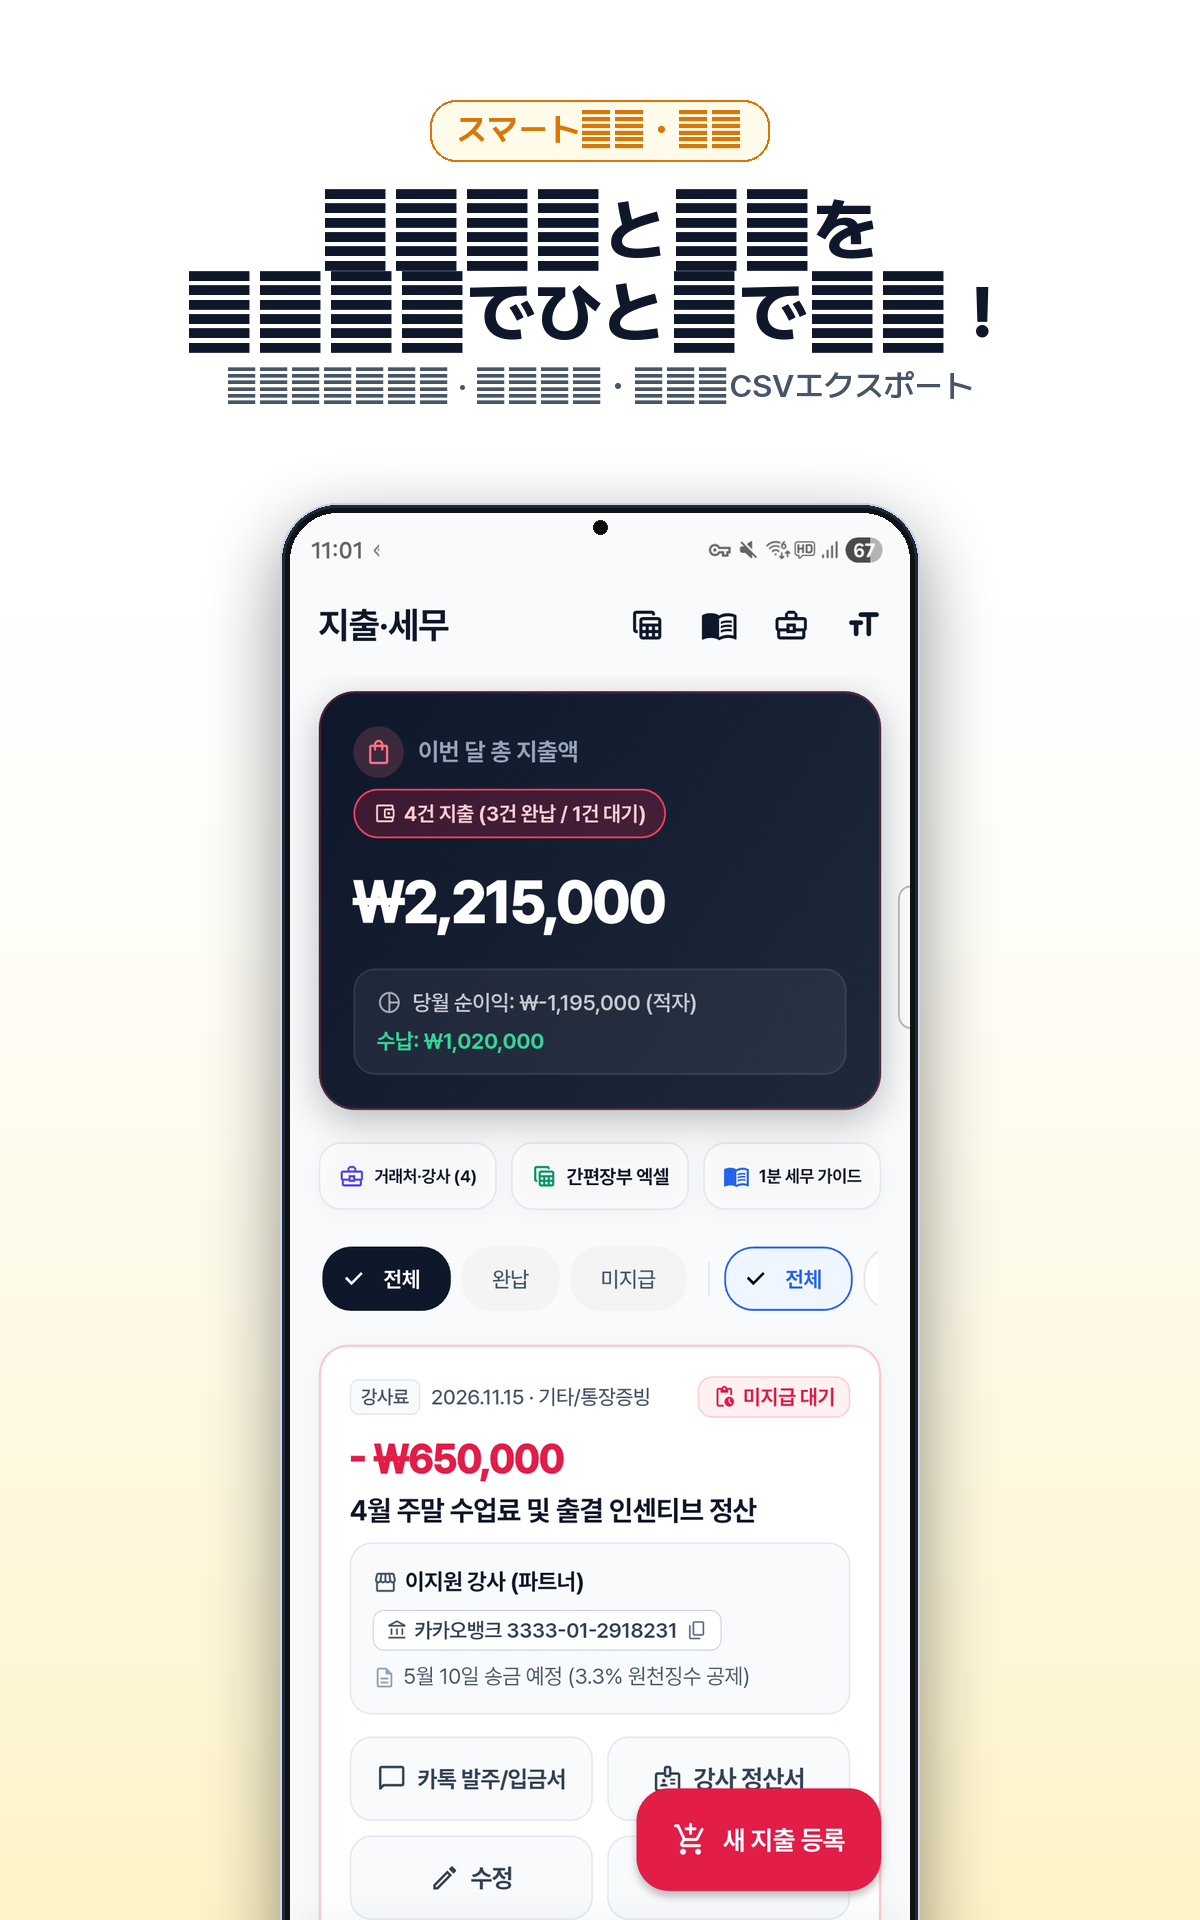 スマート・
とを
でひとで！
・・CSVエクスポート
11:01
HD
67
지출·세무
이번 달 총 지출액
4건 지출 (3건 완납 / 1건 대기)
₩2,215,000
당월 순이익: ₩-1,195,000 (적자)
수납: ₩1,020,000
거래처·강사 (4)
간편장부 엑셀
1분 세무 가이드
전체
완납
미지급
전체
강사료
2026.11.15 · 기타/통장증빙
미지급 대기
- ₩650,000
4월 주말 수업료 및 출결 인센티브 정산
이지원 강사 (파트너)
카카오뱅크 3333-01-2918231
5월 10일 송금 예정 (3.3% 원천징수 공제)
카톡 발주/입금서
강사 정산서
새 지출 등록
수정